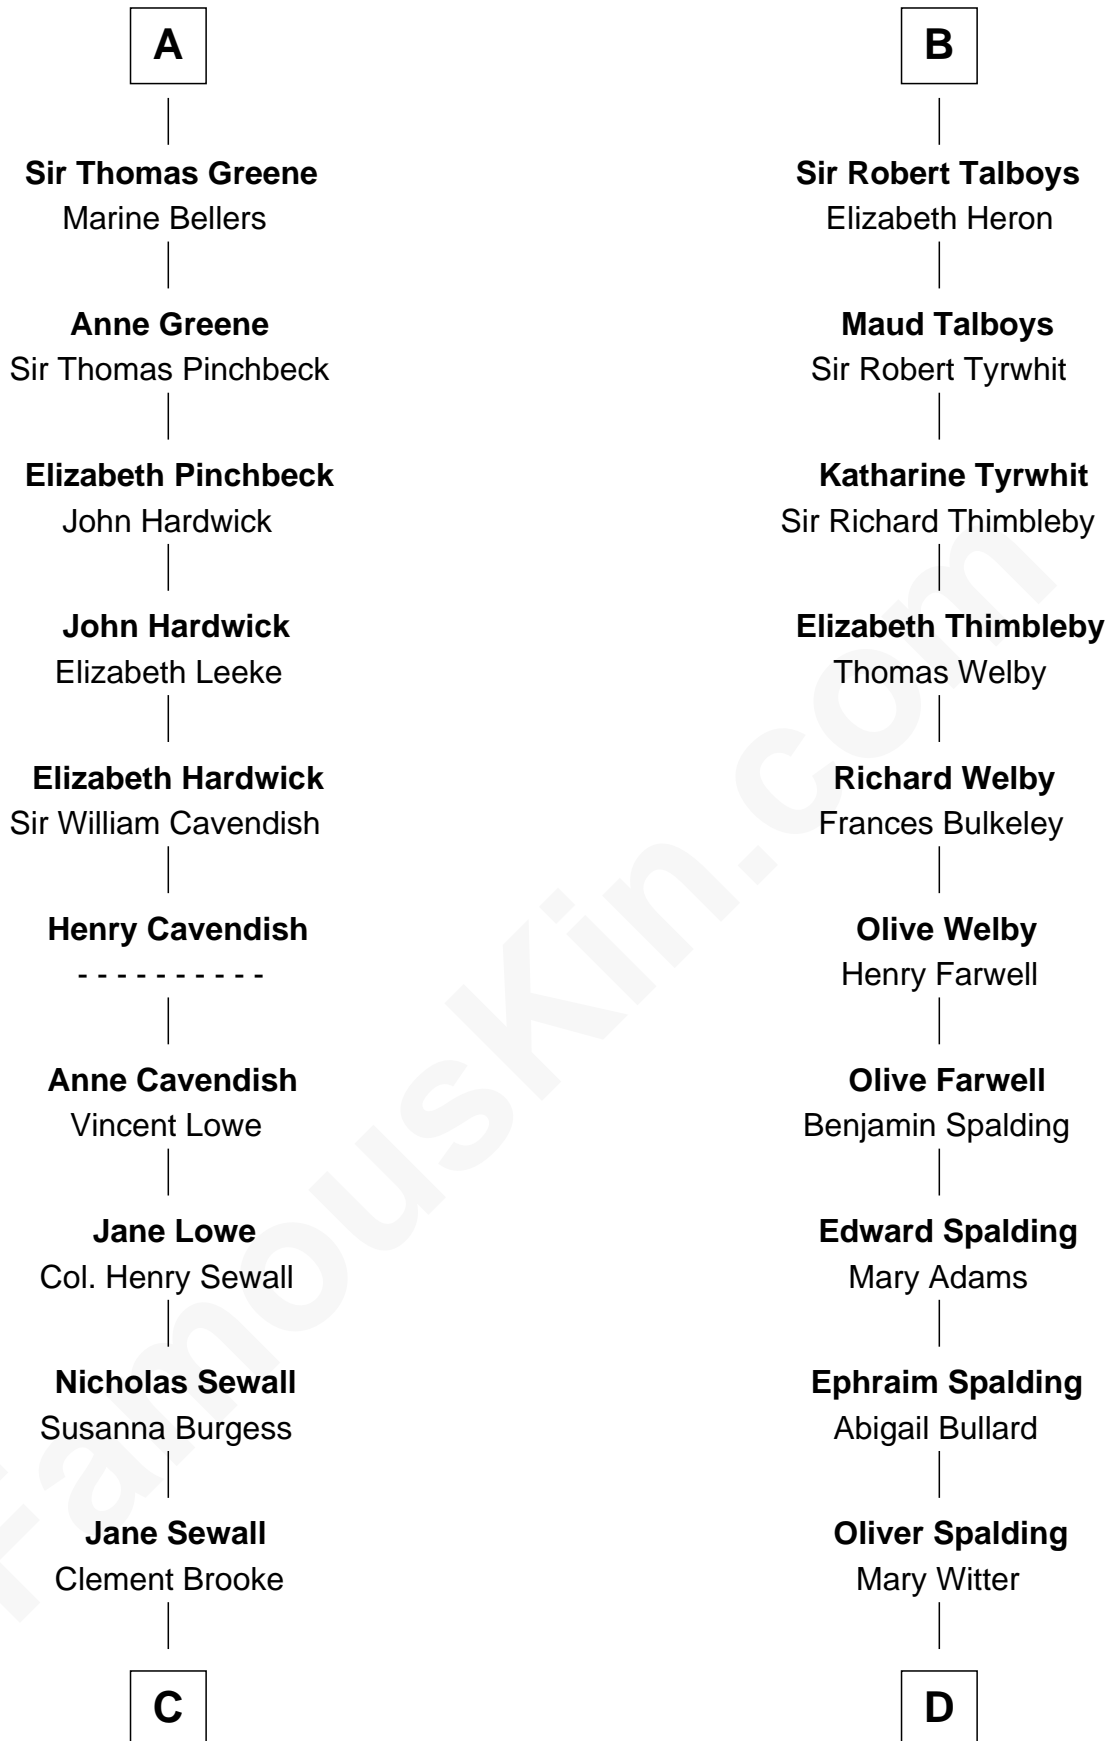 A
Sir Thomas Greene
Marine Bellers
Anne Greene
Sir Thomas Pinchbeck
Elizabeth Pinchbeck
John Hardwick
John Hardwick
Elizabeth Leeke
Elizabeth Hardwick
Sir William Cavendish
Henry Cavendish
- - - - - - - - - -
Anne Cavendish
Vincent Lowe
Jane Lowe
Col. Henry Sewall
Nicholas Sewall
Susanna Burgess
Jane Sewall
Clement Brooke
C
B
Sir Robert Talboys
Elizabeth Heron
Maud Talboys
Sir Robert Tyrwhit
Katharine Tyrwhit
Sir Richard Thimbleby
Elizabeth Thimbleby
Thomas Welby
Richard Welby
Frances Bulkeley
Olive Welby
Henry Farwell
Olive Farwell
Benjamin Spalding
Edward Spalding
Mary Adams
Ephraim Spalding
Abigail Bullard
Oliver Spalding
Mary Witter
D
FamousKin.com